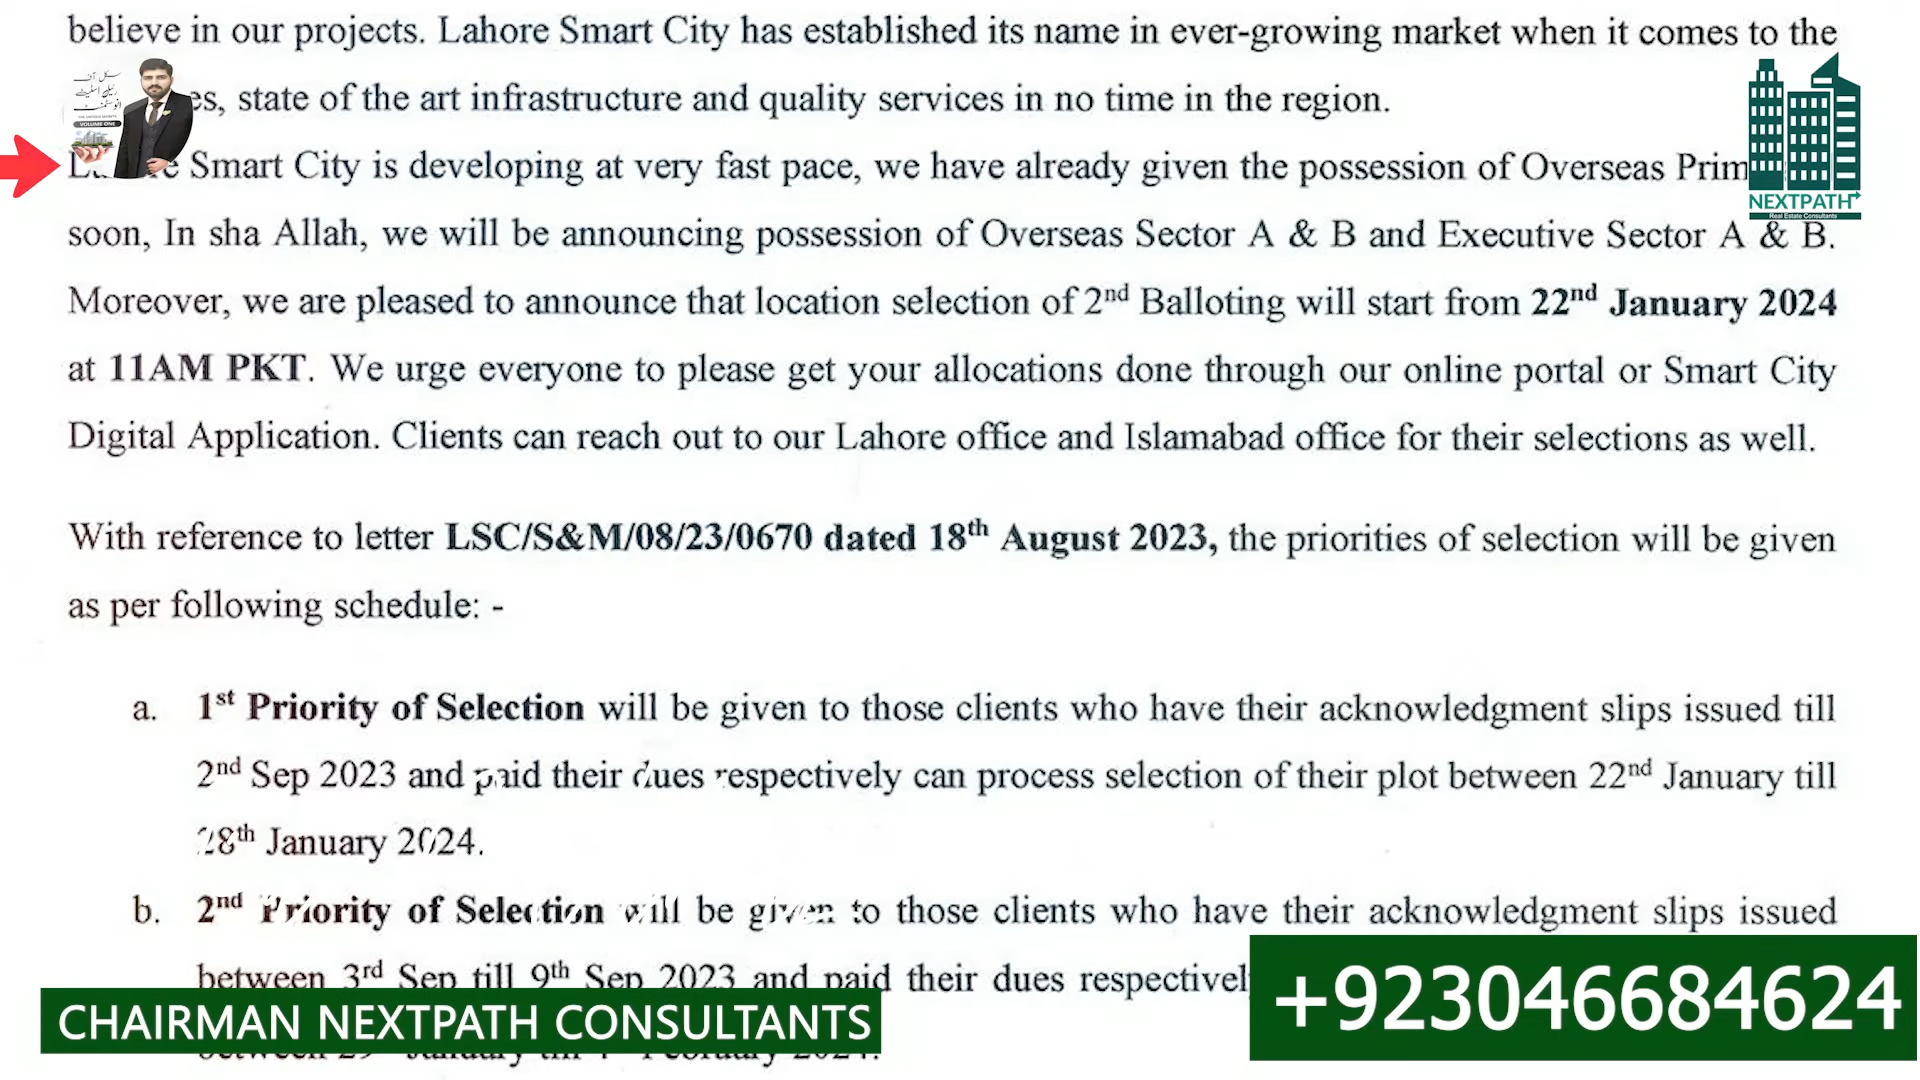 believe in our projects. Lahore Smart City has established its name in ever-growing market when it comes to the
es, state of the art infrastructure and quality services in no time in the region.
Smart City is developing at very fast pace, we have already given the possession of Overseas Prim
soon, In sha Allah, we will be announcing possession of Overseas Sector A & B and Executive Sector A & B.
Moreover, we are pleased to announce that location selection of 2nd Balloting will start from 22nd January 2024
at 11AM PKT. We urge everyone to please get your allocations done through our online portal or Smart City
Digital Application. Clients can reach out to our Lahore office and Islamabad office for their selections as well.
With reference to letter LSC/S&M/08/23/0670 dated 18th August 2023, the priorities of selection will be given
as per following schedule: -
a. 1st Priority of Selection will be given to those clients who have their acknowledgment slips issued till
2nd Sep 2023 and paid their dues respectively can process selection of their plot between 22nd January till
28th January 2024.
b. 2nd Priority of Selection will be given to those clients who have their acknowledgment slips issued
between 3rd Sep till 9th Sep 2023 and paid their dues respectivel
NEXTPATH
Real Estate Consultants
VOLUME ONE
CHAIRMAN NEXTPATH CONSULTANTS
+923046684624